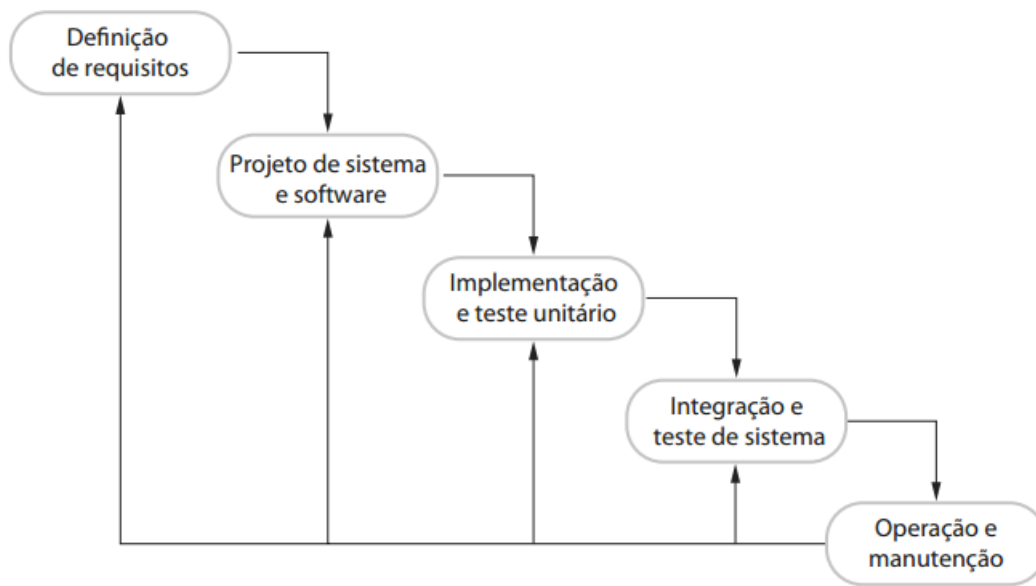 Definição
de requisitos
Projeto de sistema
e software
Implementação
e teste unitário
Integração e
teste de sistema
Operação e
manutenção